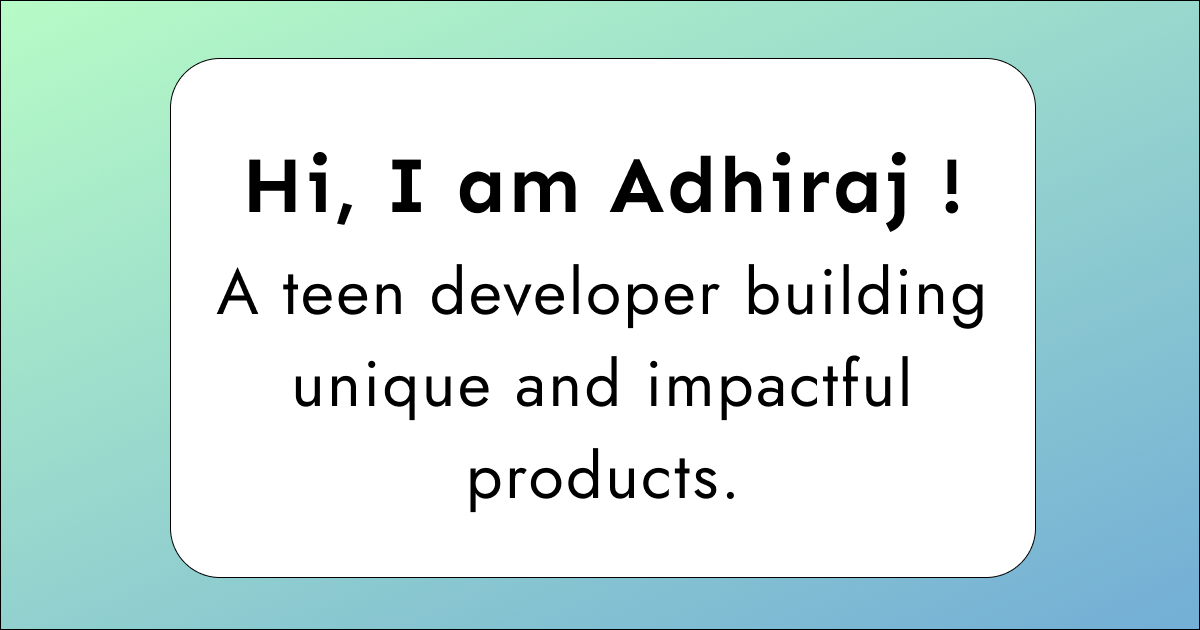 Hi, I am Adhiraj !
A teen developer building
unique and impactful
products.